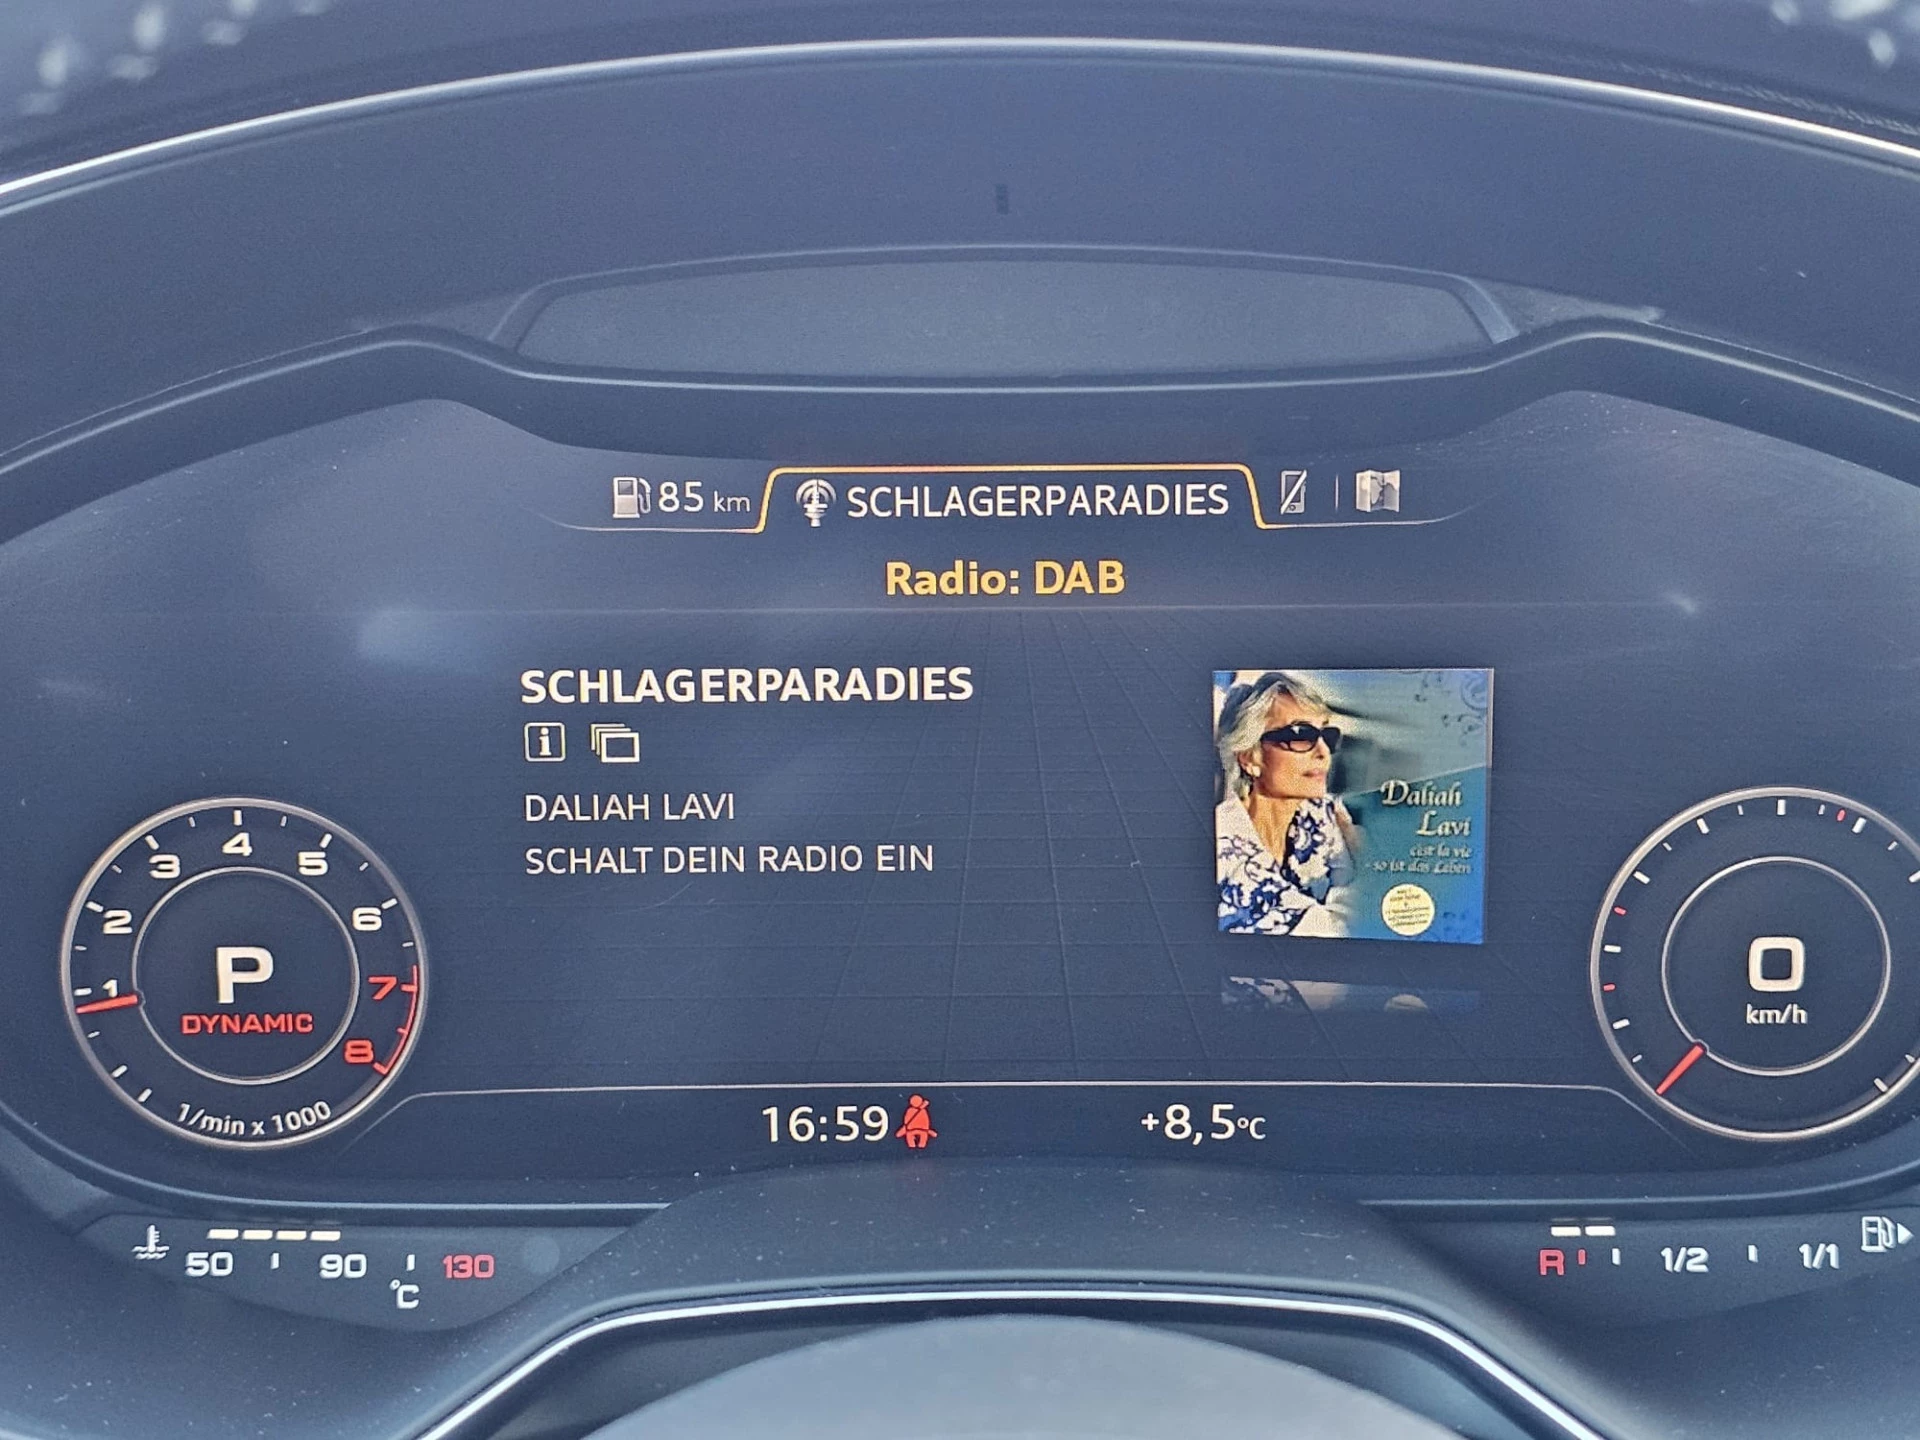 85 km
SCHLAGERPARADIES
Radio: DAB
SCHLAGERPARADIES
i
DALIAH LAVI
SCHALT DEIN RADIO EIN
Daliah
Lavi
c'est la vie
- so ist das Leben
1
2
3
4
5
6
7
8
P
DYNAMIC
1/min x 1000
0
km/h
16:59
+8,5°C
50
90
130
°C
R
1/2
1/1